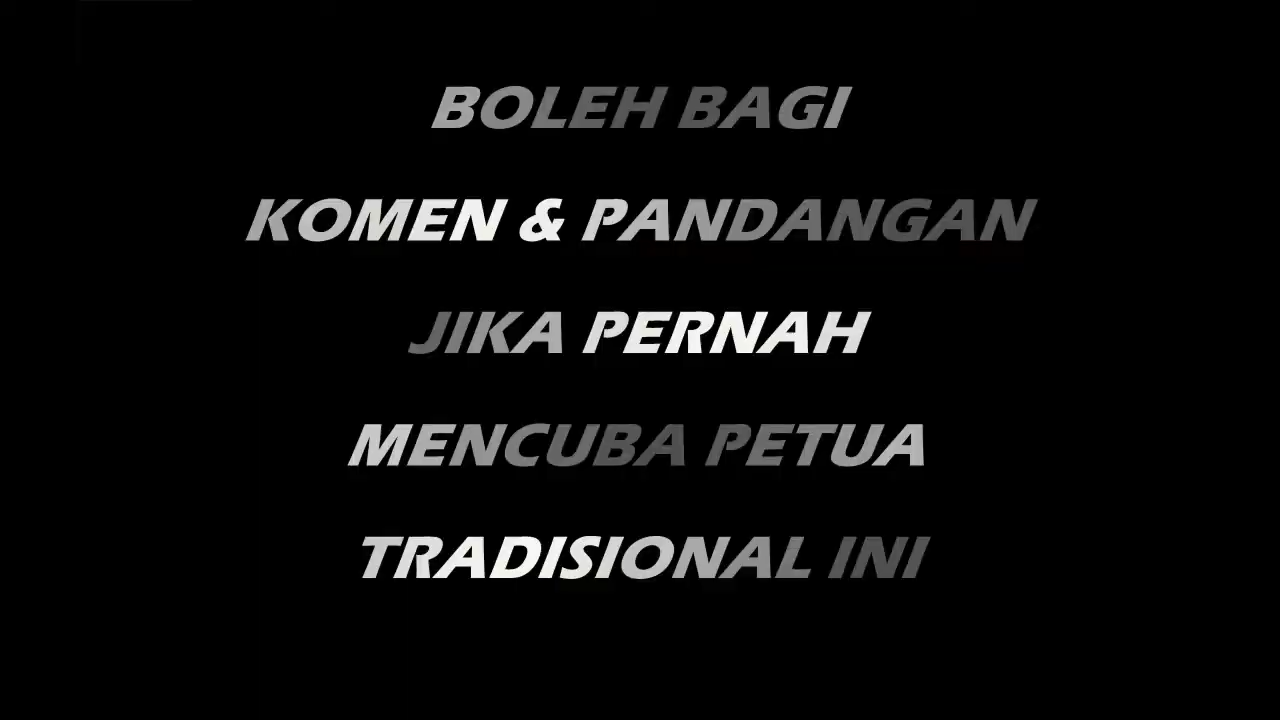 BOLEH BAGI
KOMEN & PANDANGAN
JIKA PERNAH
MENCUBA PETUA
TRADISIONAL INI